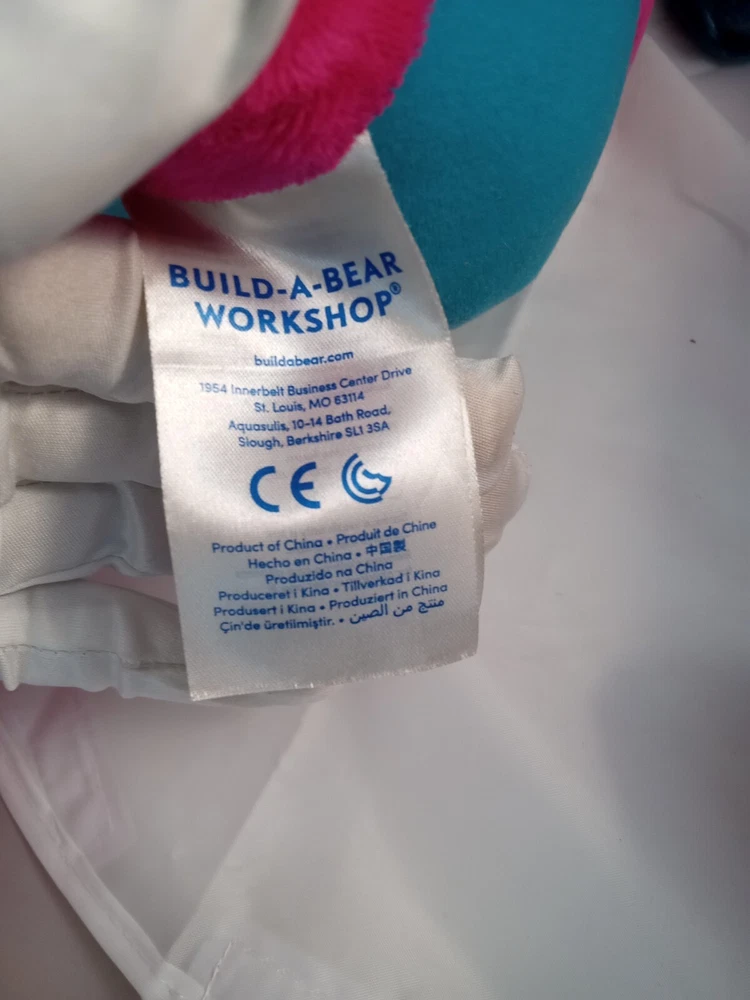 BUILD-A-BEAR
WORKSHOP®
buildabear.com
1954 Innerbelt Business Center Drive
St. Louis, MO 63114
Aquasulis, 10-14 Bath Road,
Slough, Berkshire SL1 3SA
CE
Product of China • Produit de Chine
Hecho en China • 中国製
Produzido na China
Produceret i Kina • Tillverkad i Kina
Produsert i Kina • Produziert in China
Çin'de üretilmiştir. • منتج من الصين